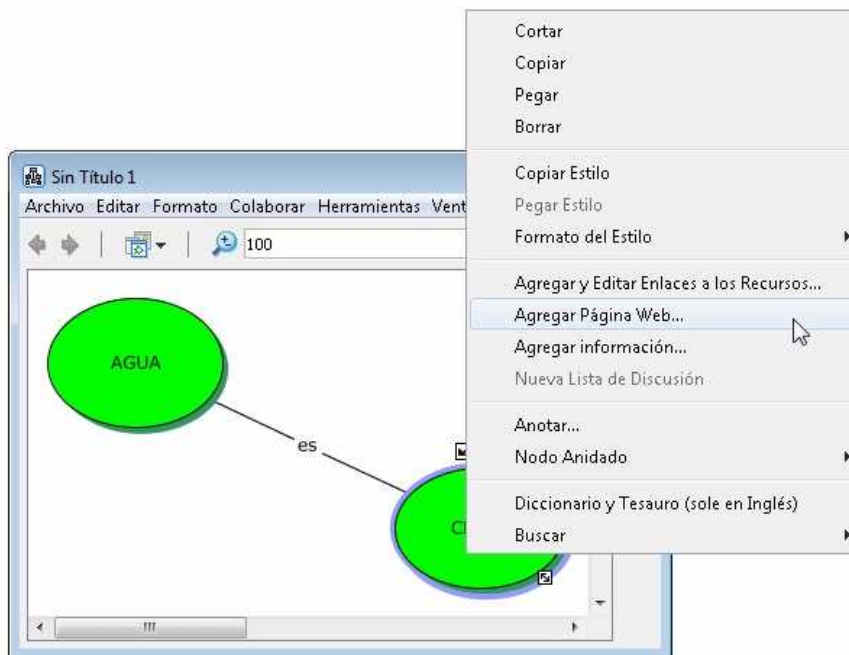 Cortar
Copiar
Pegar
Borrar
Copiar Estilo
Pegar Estilo
Formato del Estilo
Agregar y Editar Enlaces a los Recursos...
Agregar Página Web...
Agregar información...
Nueva Lista de Discusión
Anotar...
Nodo Anidado
Diccionario y Tesauro (sole en Inglés)
Buscar
Sin Título 1
Archivo Editar Formato Colaborar Herramientas
100
AGUA
es